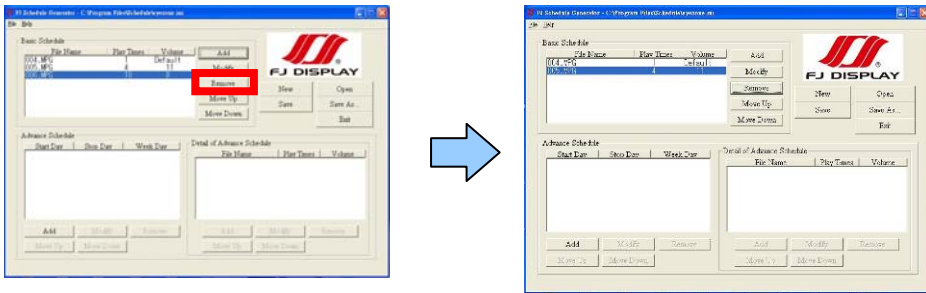 FJ Schedule Generator - C:\Program Files\Schedule\
File Help
Basic Schedule
File Name Play Times Volume
004.MPG 1 Default
005.MPG 4 11
006.MPG 10 8
Add
Modify
Remove
Move Up
Move Down
FJ DISPLAY
New Open
Save Save As..
Exit
Advance Schedule
Start Day Stop Day Week Day
Detail of Advance Schedule
File Name Play Times Volume
Add Modify Remove
Move Up Move Down
Add Modify Remove
Move Up Move Down
FJ Schedule Generator - C:\Program Files\Schedule\
File Help
Basic Schedule
File Name Play Times Volume
004.MPG 1 Default
005.MPG 4
Add
Modify
Remove
Move Up
Move Down
FJ DISPLAY
New Open
Save Save As..
Exit
Advance Schedule
Start Day Stop Day Week Day
Detail of Advance Schedule
File Name Play Times Volume
Add Modify Remove
Move Up Move Down
Add Modify Remove
Move Up Move Down